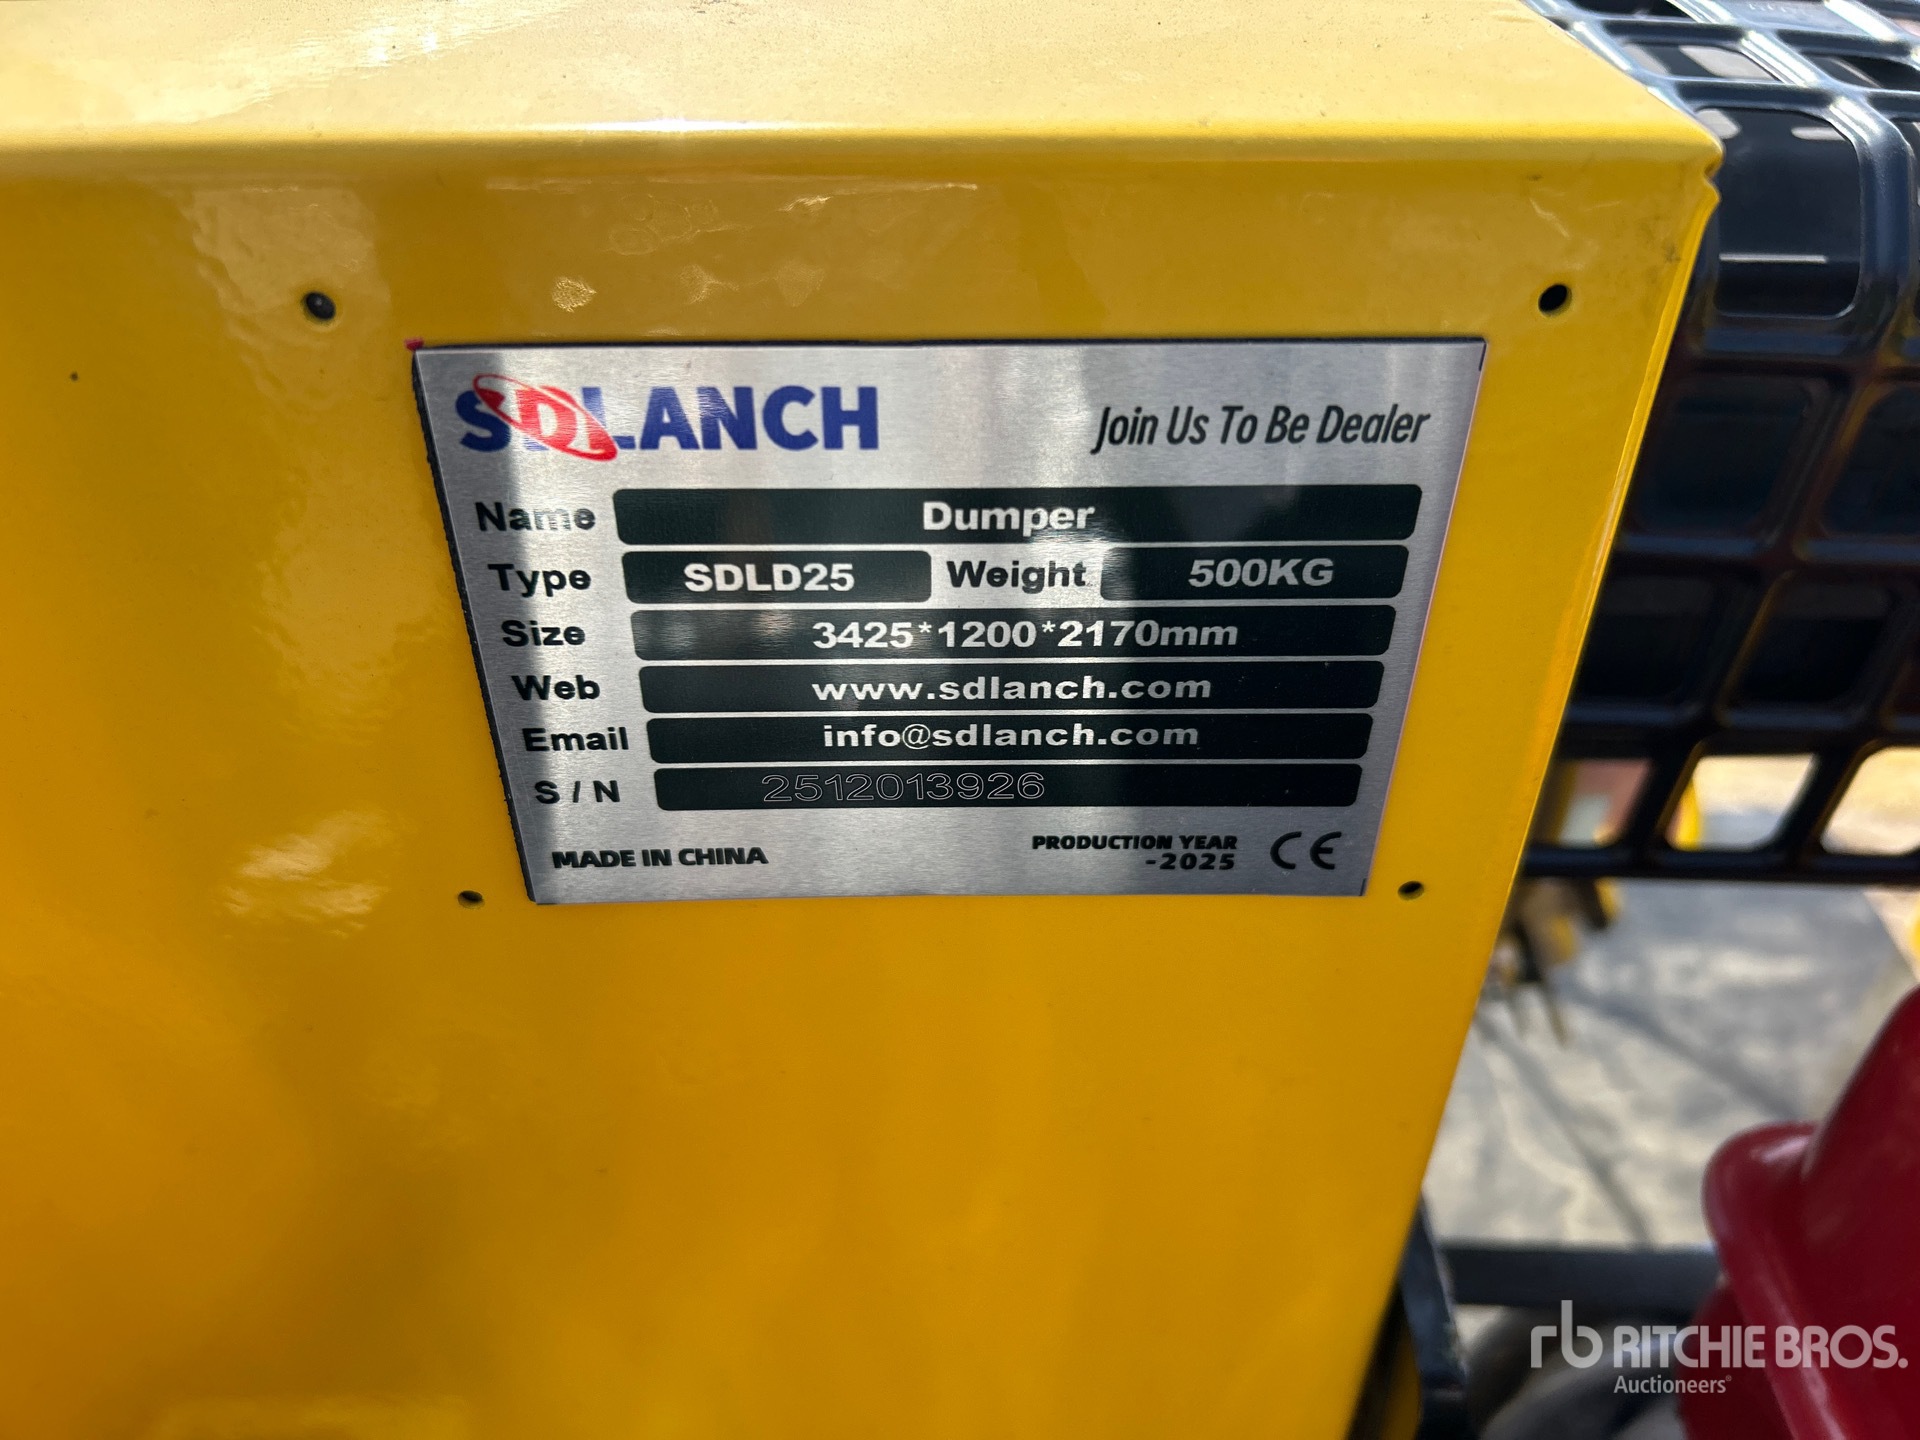 SDLANCH Join Us To Be Dealer
Name Dumper
Type SDLD25 Weight 500KG
Size 3425*1200*2170mm
Web www.sdlanch.com
Email info@sdlanch.com
S / N 2512013926
MADE IN CHINA PRODUCTION YEAR -2025 CE
rb RITCHIE BROS.
Auctioneers